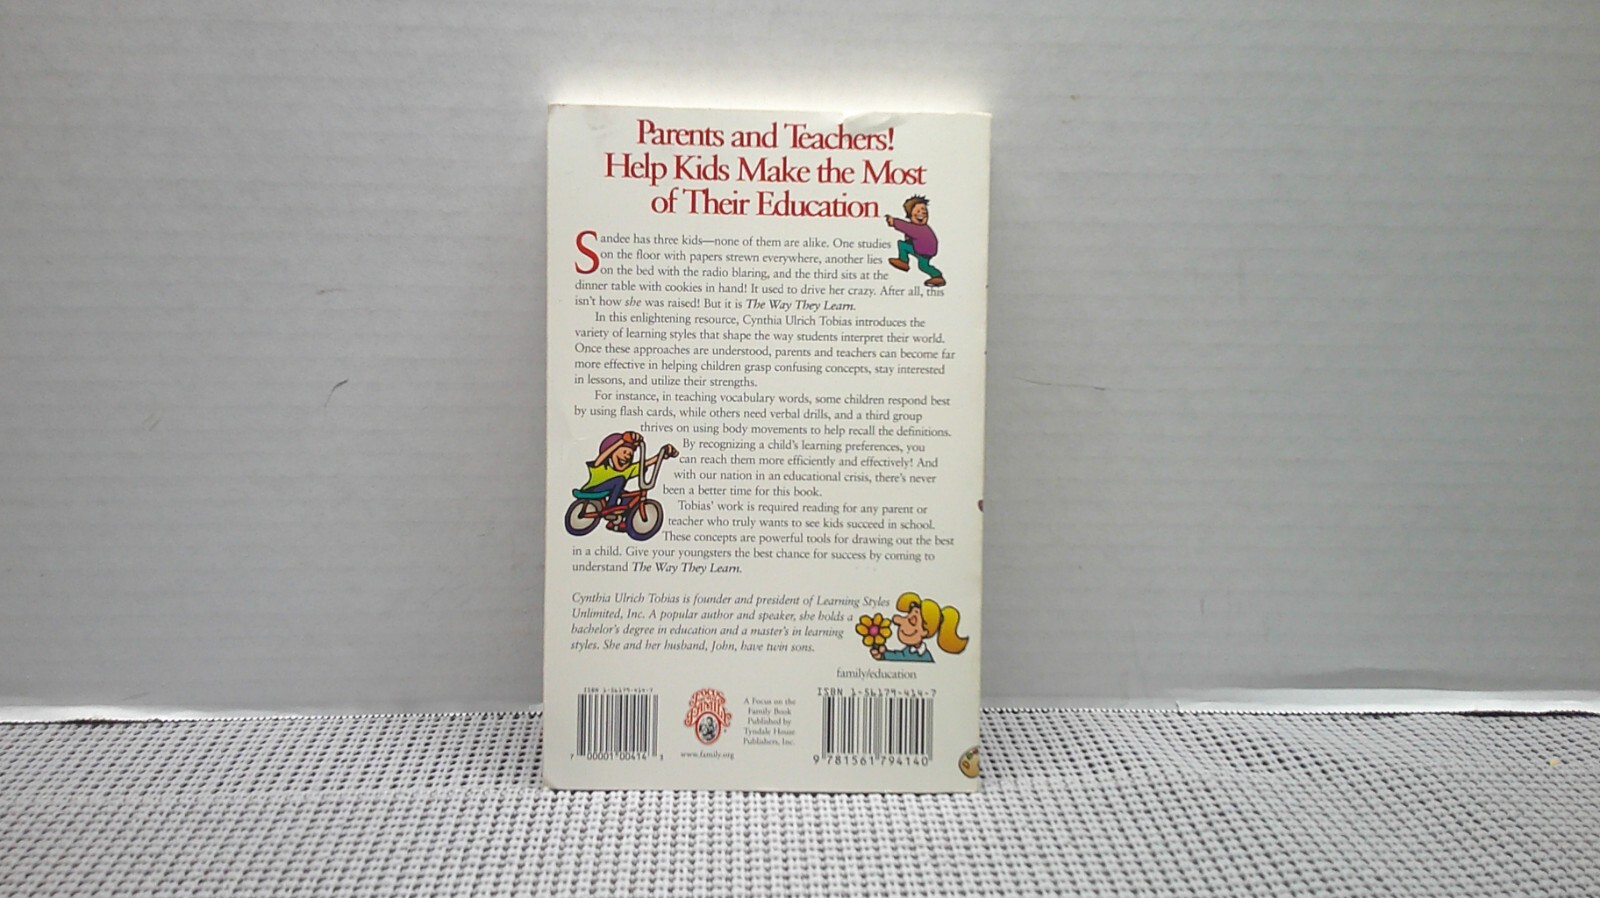 Parents and Teachers!
Help Kids Make the Most
of Their Education
Sandee has three kids—none of them are alike. One studies
on the floor with papers strewn everywhere, another lies
on the bed with the radio blaring, and the third sits at the
dinner table with cookies in hand! It used to drive her crazy. After all, this
isn't how she was raised! But it is The Way They Learn.
In this enlightening resource, Cynthia Ulrich Tobias introduces the
variety of learning styles that shape the way students interpret their world.
Once these approaches are understood, parents and teachers can become far
more effective in helping children grasp confusing concepts, stay interested
in lessons, and utilize their strengths.
For instance, in teaching vocabulary words, some children respond best
by using flash cards, while others need verbal drills, and a third group
thrives on using body movements to help recall the definitions.
By recognizing a child's learning preferences, you
can reach them more efficiently and effectively! And
with our nation in an educational crisis, there's never
been a better time for this book.
Tobias' work is required reading for any parent or
teacher who truly wants to see kids succeed in school.
These concepts are powerful tools for drawing out the best
in a child. Give your youngsters the best chance for success by coming to
understand The Way They Learn.
Cynthia Ulrich Tobias is founder and president of Learning Styles
Unlimited, Inc. A popular author and speaker, she holds a
bachelor's degree in education and a master's in learning
styles. She and her husband, John, have twin sons.
family/education
ISBN 1-56179-414-7
7 00001 00414 3
FOCUS
FAMILY
www.family.org
A Focus on the
Family Book
Published by
Tyndale House
Publishers, Inc.
ISBN 1-56179-414-7
9 781561 794140